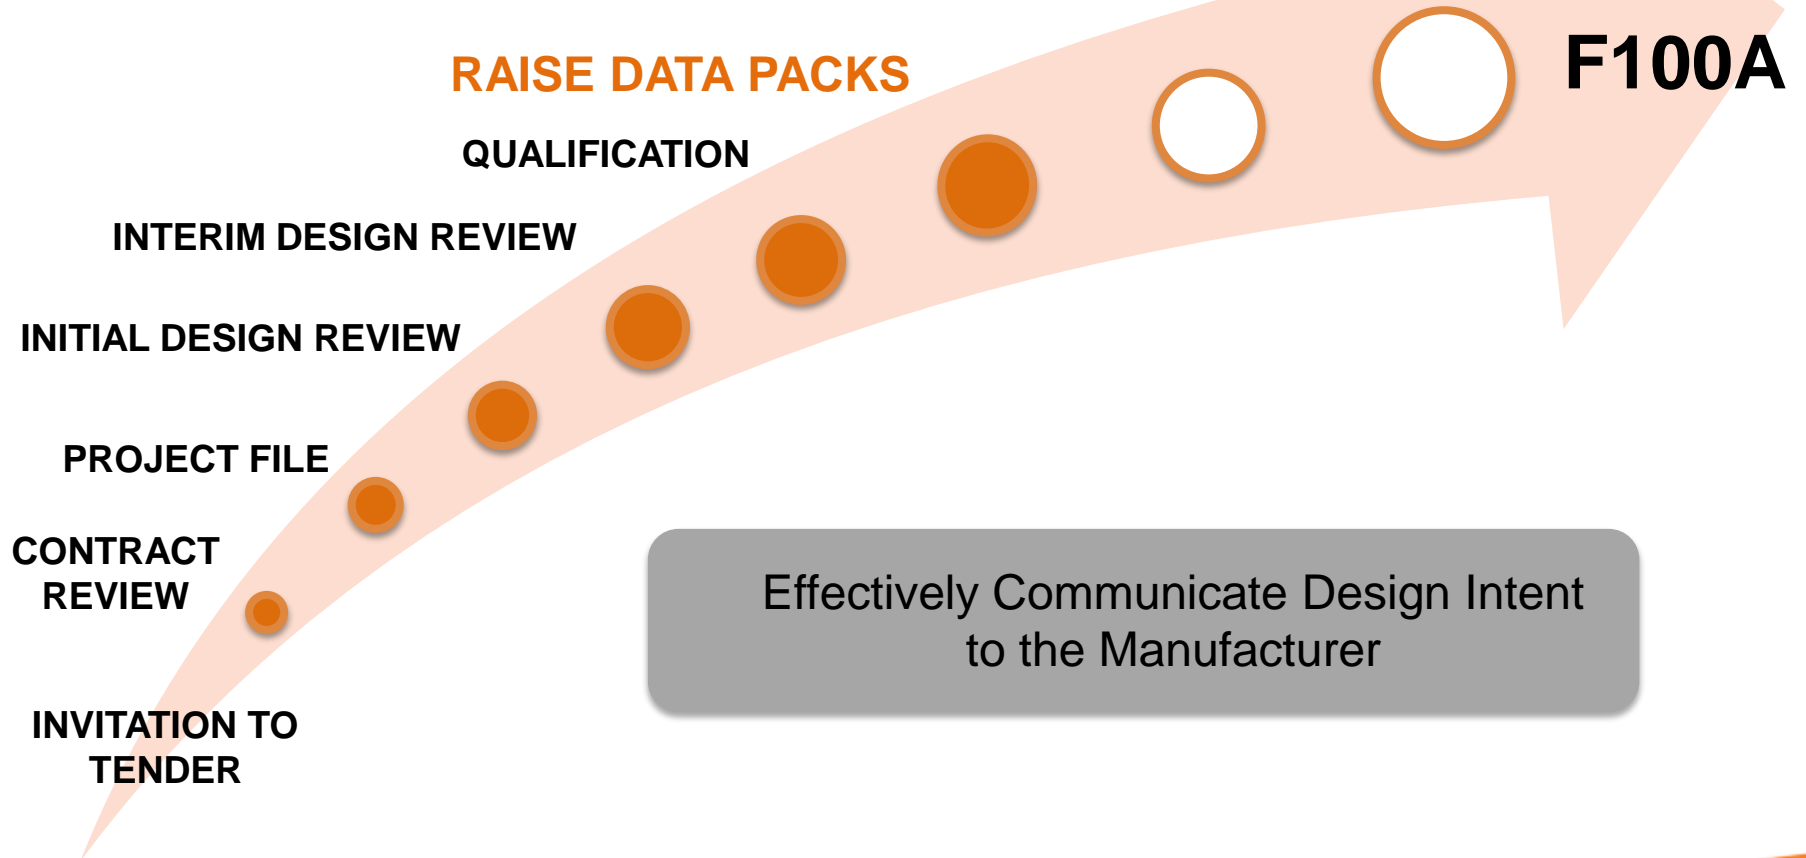 F100A
RAISE DATA PACKS
QUALIFICATION
INTERIM DESIGN REVIEW
INITIAL DESIGN REVIEW
PROJECT FILE
CONTRACT
REVIEW
INVITATION TO
TENDER
Effectively Communicate Design Intent
to the Manufacturer